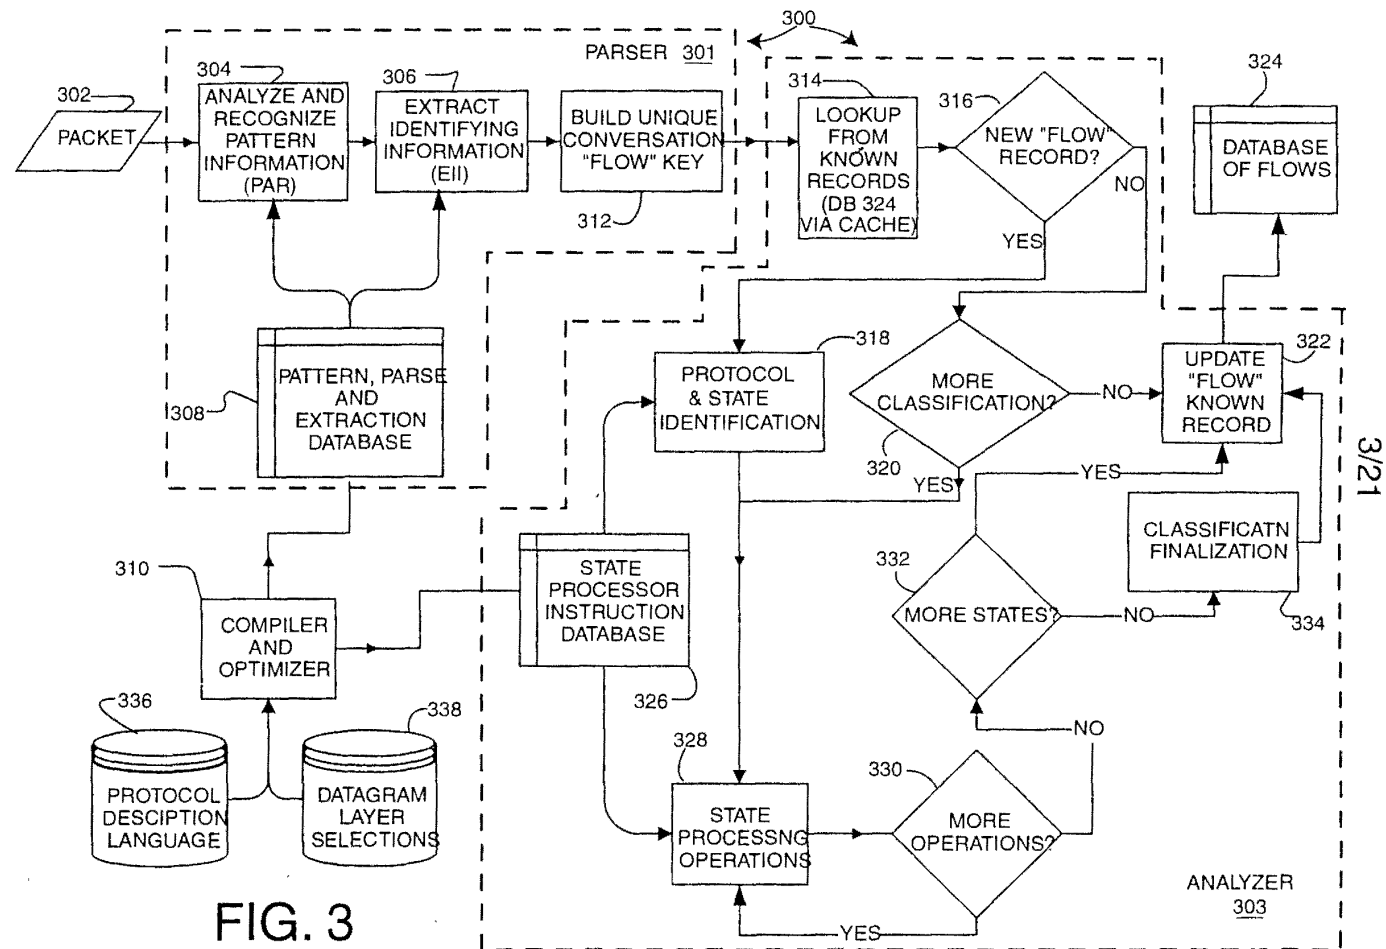 300
PARSER 301
302
PACKET
304
ANALYZE AND
RECOGNIZE
PATTERN
INFORMATION
(PAR)
306
EXTRACT
IDENTIFYING
INFORMATION
(EII)
BUILD UNIQUE
CONVERSATION
"FLOW" KEY
312
314
LOOKUP
FROM
KNOWN
RECORDS
(DB 324
VIA CACHE)
316
NEW "FLOW"
RECORD?
NO
YES
324
DATABASE
OF FLOWS
308
PATTERN, PARSE
AND
EXTRACTION
DATABASE
318
PROTOCOL
& STATE
IDENTIFICATION
MORE
CLASSIFICATION?
320
NO
YES
322
UPDATE
"FLOW"
KNOWN
RECORD
3/21
YES
CLASSIFICATN
FINALIZATION
334
332
MORE STATES?
NO
310
COMPILER
AND
OPTIMIZER
STATE
PROCESSOR
INSTRUCTION
DATABASE
326
336
PROTOCOL
DESCIPTION
LANGUAGE
338
DATAGRAM
LAYER
SELECTIONS
328
STATE
PROCESSNG
OPERATIONS
330
MORE
OPERATIONS?
NO
YES
ANALYZER
303
FIG. 3